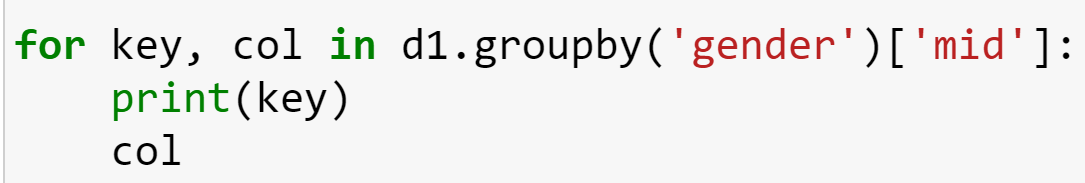 for key, col in d1.groupby('gender')['mid']:
    print(key)
    col